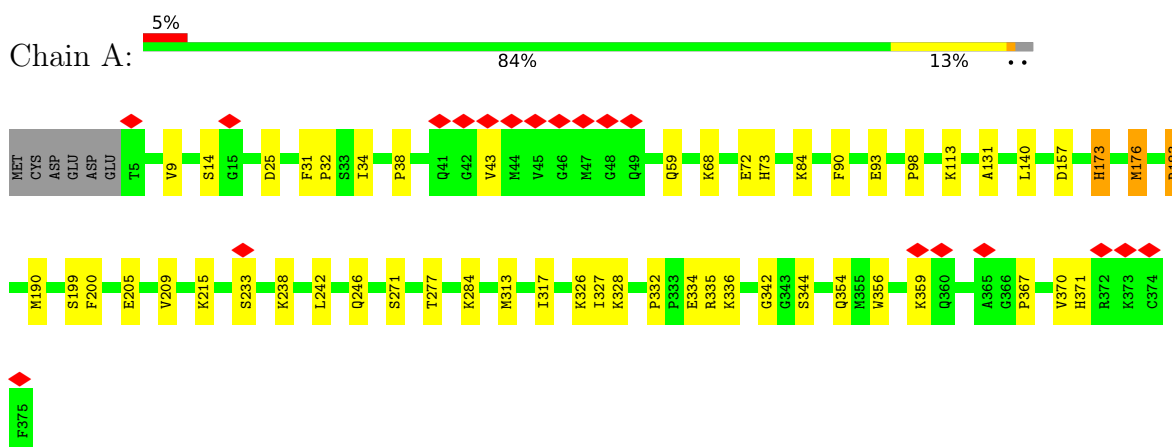 5%
Chain A:
84% 13% • •
MET CYS ASP GLU ASP GLU T5 V9 S14 G15 D25 F31 P32 S33 I34 P38 Q41 G42 V43 M44 V45 G46 M47 G48 Q49 Q59 K68 E72 H73 K84 F90 E93 P98 K113 A131 L140 D157 H173 M176
M190 S199 F200 E205 V209 K215 S233 K238 L242 Q246 S271 T277 K284 M313 I317 K326 I327 K328 P332 P333 E334 R335 K336 G342 G343 S344 Q354 M355 W356 K359 Q360 A365 G366 P367 V370 H371 R372 K373 C374
F375